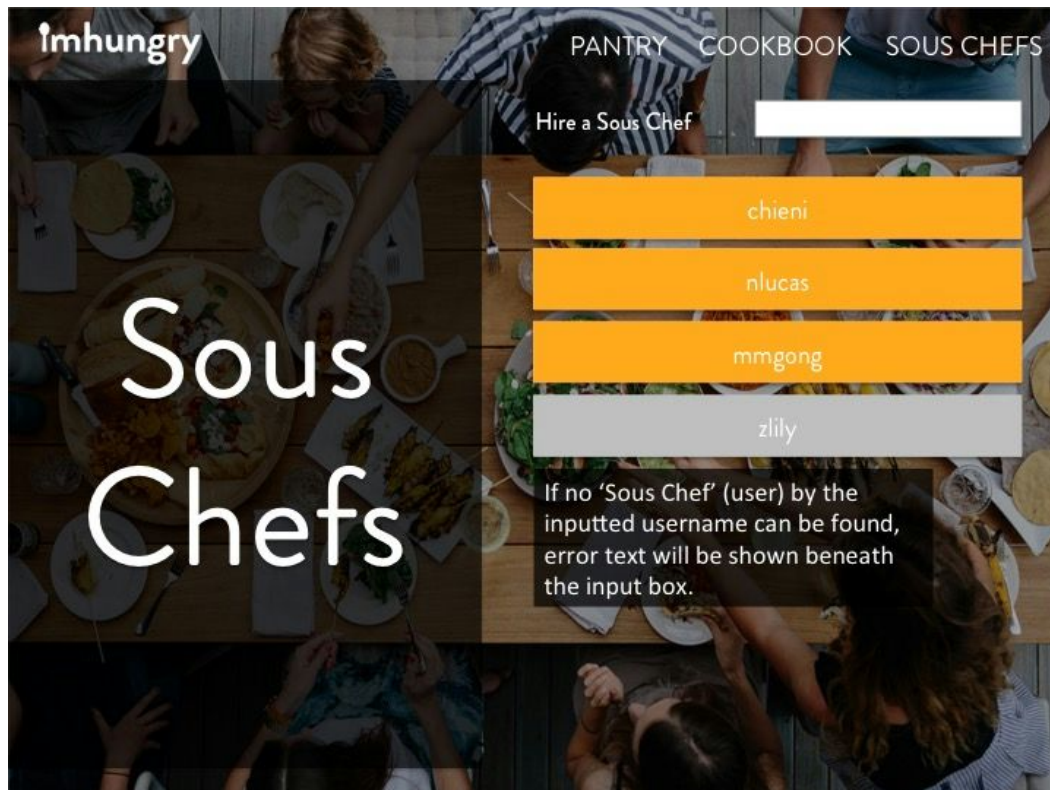 imhungry
PANTRY COOKBOOK SOUS CHEFS
Hire a Sous Chef
chieni
nlucas
mmgong
zlily
Sous
Chefs
If no ‘Sous Chef’ (user) by the
inputted username can be found,
error text will be shown beneath
the input box.